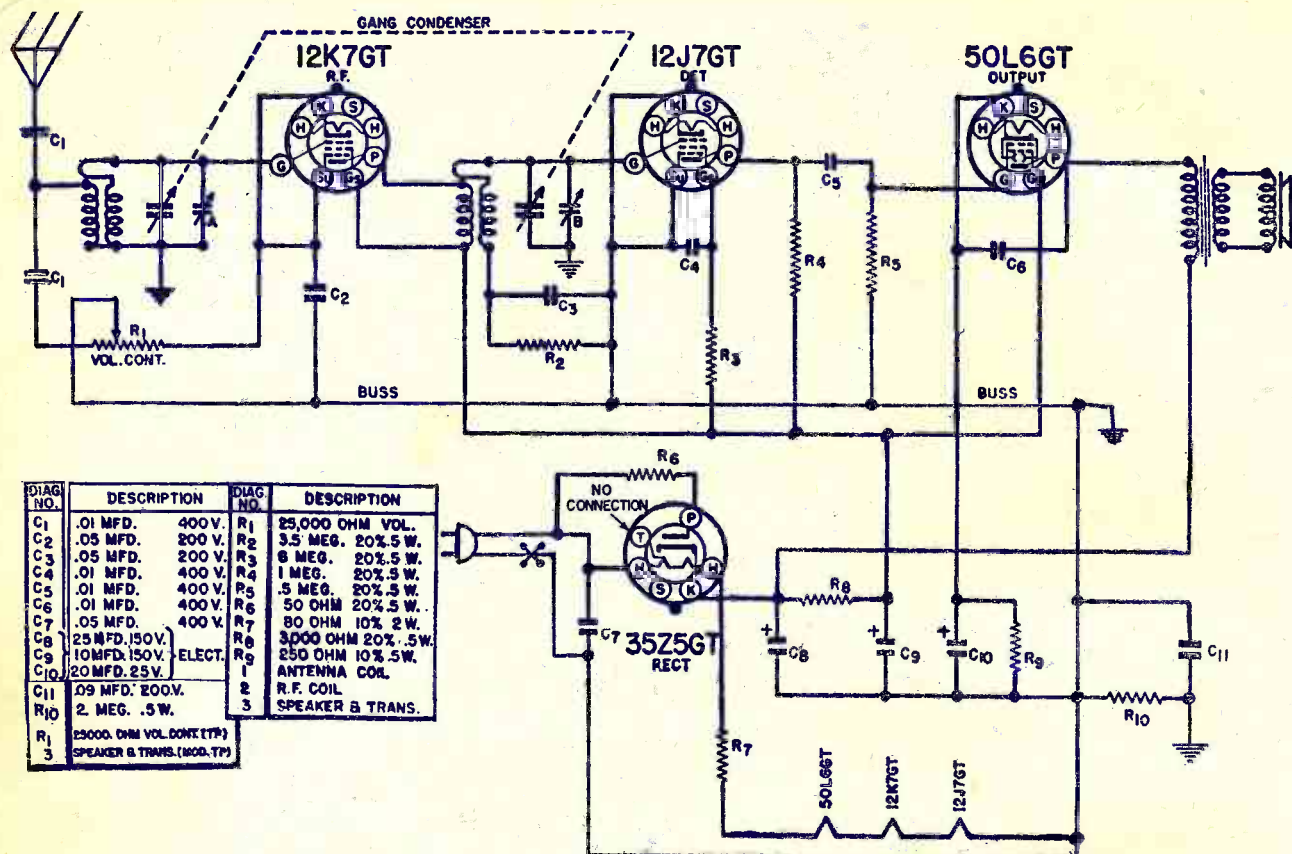 GANG CONDENSER
12K7GT
R.F.
12J7GT
DET
50L6GT
OUTPUT
K S
H H
G P
Su
K
H H
G P
Su
K S
H H
P
G
C1
A
B
C5
C1
C2
C3
C4
R4
R5
C6
R1
VOL. CONT.
R2
R3
BUSS
BUSS
R6
NO
CONNECTION
P
T
H H
S K
35Z5GT
RECT
C7
R8
+
C8
+
C9
+
C10
R9
C11
R10
R7
50L6GT
12K7GT
12J7GT
DIAG. NO. DESCRIPTION DIAG. NO. DESCRIPTION
C1 .01 MFD. 400 V. R1 25,000 OHM VOL.
C2 .05 MFD. 200 V. R2 3.5 MEG. 20% .5 W.
C3 .05 MFD. 200 V. R3 6 MEG. 20% .5 W.
C4 .01 MFD. 400 V. R4 1 MEG. 20% .5 W.
C5 .01 MFD. 400 V. R5 .5 MEG. 20% .5 W.
C6 .01 MFD. 400 V. R6 50 OHM 20% .5 W.
C7 .05 MFD. 400 V. R7 80 OHM 10% 2 W.
C8 25 MFD. 150 V. R8 3,000 OHM 20% .5 W.
C9 10 MFD. 150 V. ELECT. R9 250 OHM 10% .5 W.
C10 20 MFD. 25 V. 1 ANTENNA COIL
C11 .09 MFD. 200 V. 2 R.F. COIL
R10 2 MEG. .5 W. 3 SPEAKER & TRANS.
R1 25000. OHM VOL. CONT. (TP)
3 SPEAKER & TRANS. (MOD. TP)